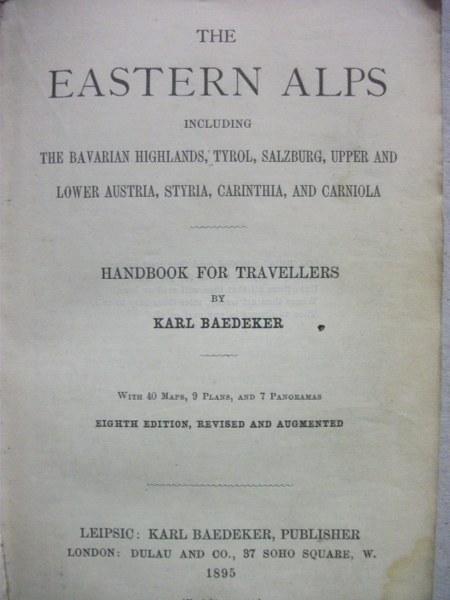 THE
EASTERN ALPS
INCLUDING
THE BAVARIAN HIGHLANDS, TYROL, SALZBURG, UPPER AND
LOWER AUSTRIA, STYRIA, CARINTHIA, AND CARNIOLA
HANDBOOK FOR TRAVELLERS
BY
KARL BAEDEKER
WITH 40 MAPS, 9 PLANS, AND 7 PANORAMAS
EIGHTH EDITION, REVISED AND AUGMENTED
LEIPSIC: KARL BAEDEKER, PUBLISHER
LONDON: DULAU AND CO., 37 SOHO SQUARE, W.
1895